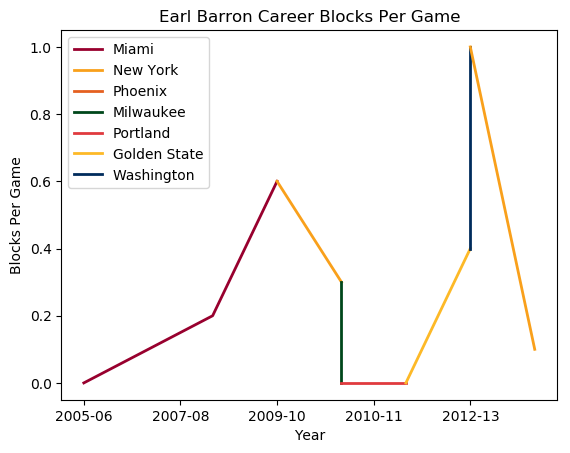 Earl Barron Career Blocks Per Game
Miami
New York
Phoenix
Milwaukee
Portland
Golden State
Washington
Blocks Per Game
1.0
0.8
0.6
0.4
0.2
0.0
2005-06 2007-08 2009-10 2010-11 2012-13
Year